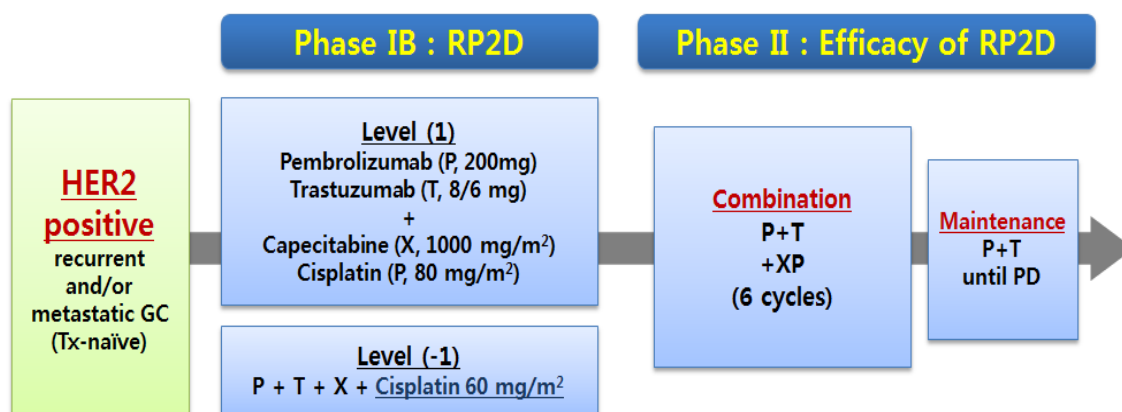 Phase IB : RP2D
Phase II : Efficacy of RP2D
HER2
positive
recurrent
and/or
metastatic GC
(Tx-naïve)
Level (1)
Pembrolizumab (P, 200mg)
Trastuzumab (T, 8/6 mg)
+
Capecitabine (X, 1000 mg/m²)
Cisplatin (P, 80 mg/m²)
Level (-1)
P + T + X + Cisplatin 60 mg/m²
Combination
P+T
+XP
(6 cycles)
Maintenance
P+T
until PD